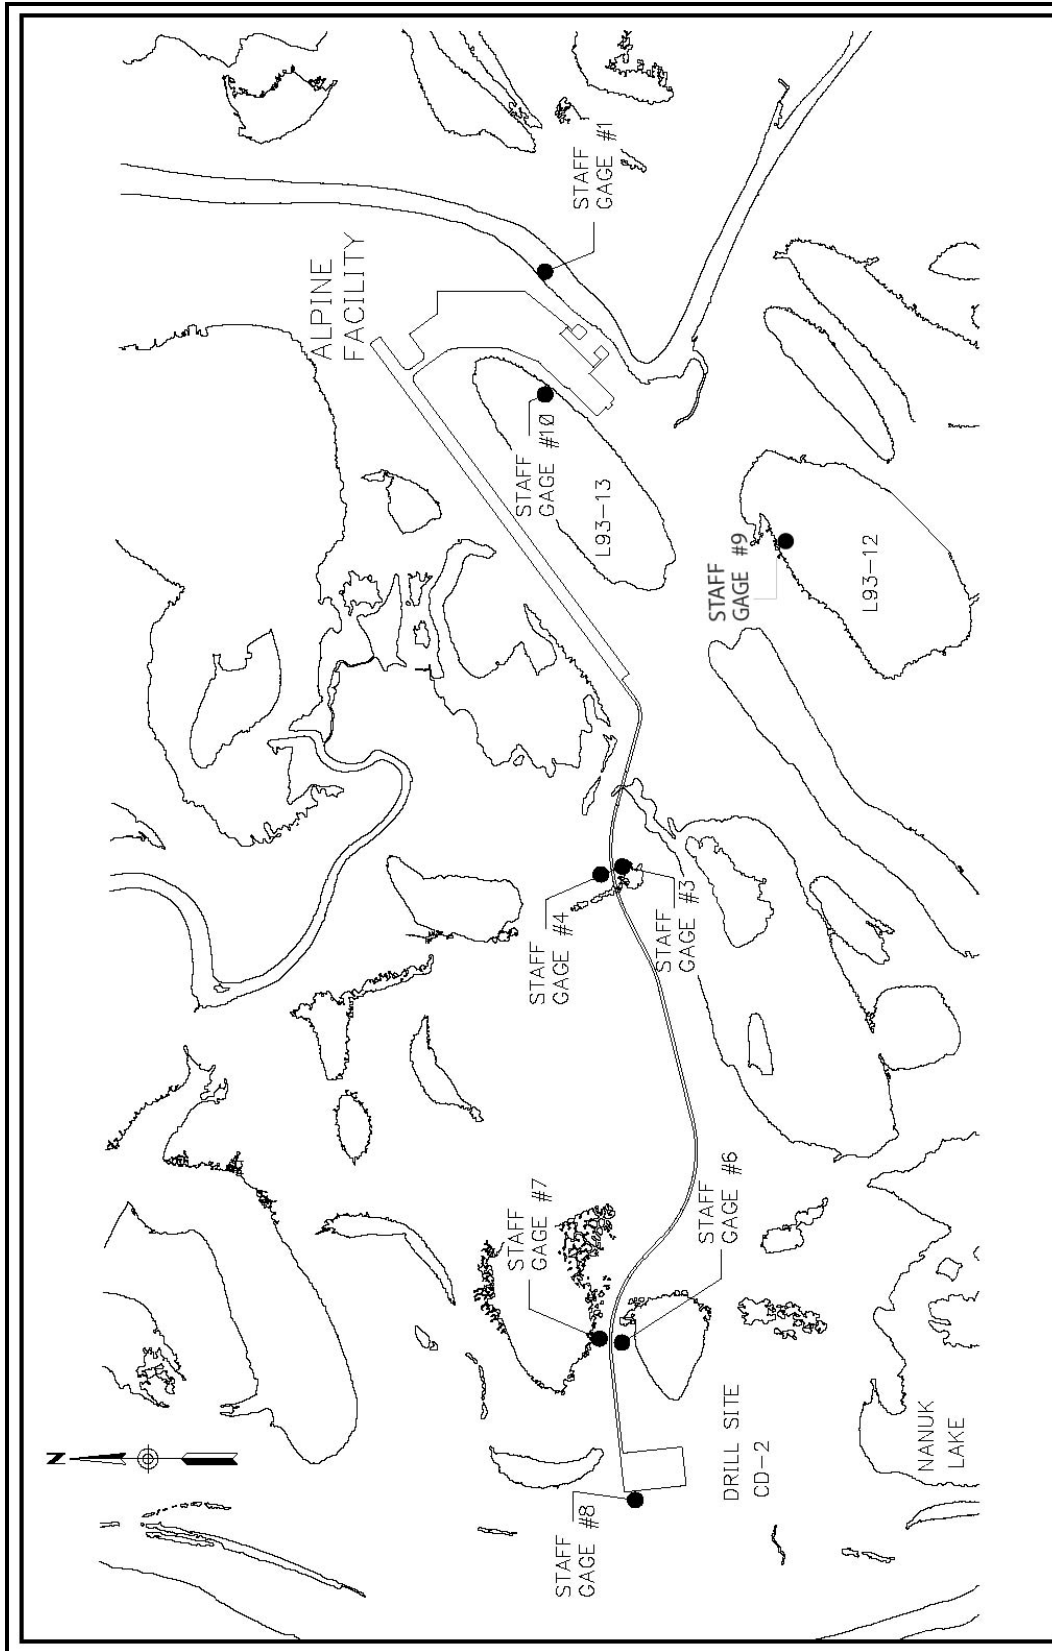 ALPINE
FACILITY
STAFF
GAGE #1
STAFF
GAGE #10
L93-13
STAFF
GAGE #9
L93-12
STAFF
GAGE #4
STAFF
GAGE #3
STAFF
GAGE #7
STAFF
GAGE #6
N
STAFF
GAGE #8
DRILL SITE
CD-2
NANUK
LAKE